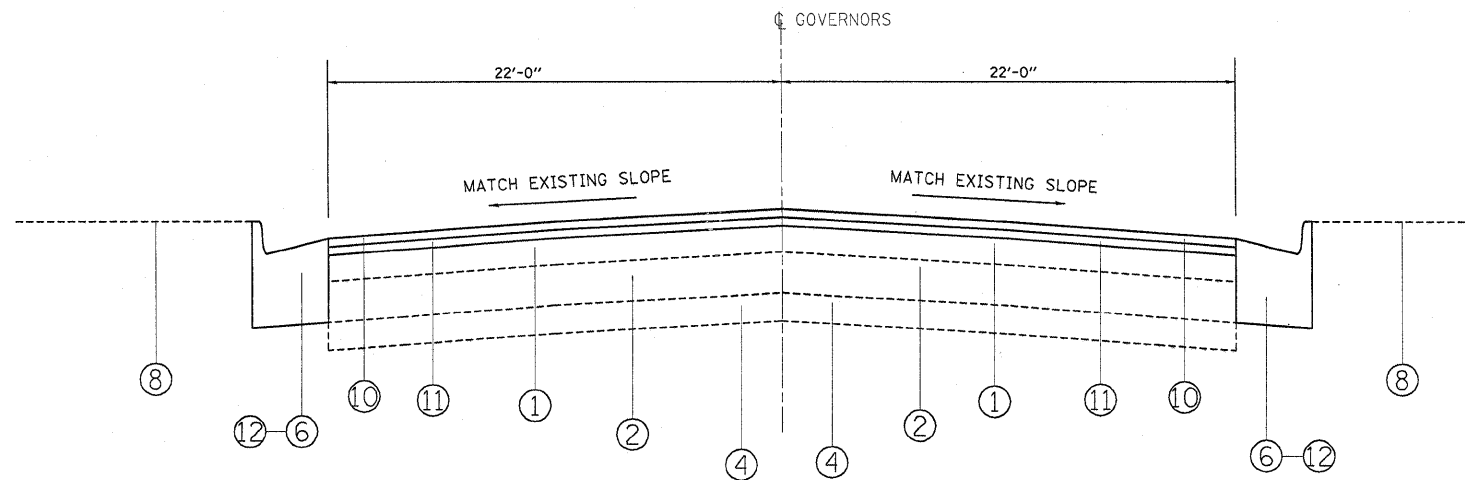 ℄ GOVERNORS
22'-0" 22'-0"
MATCH EXISTING SLOPE MATCH EXISTING SLOPE
8 10 11 1 2 4 4 2 1 11 10 8
12 6 6 12